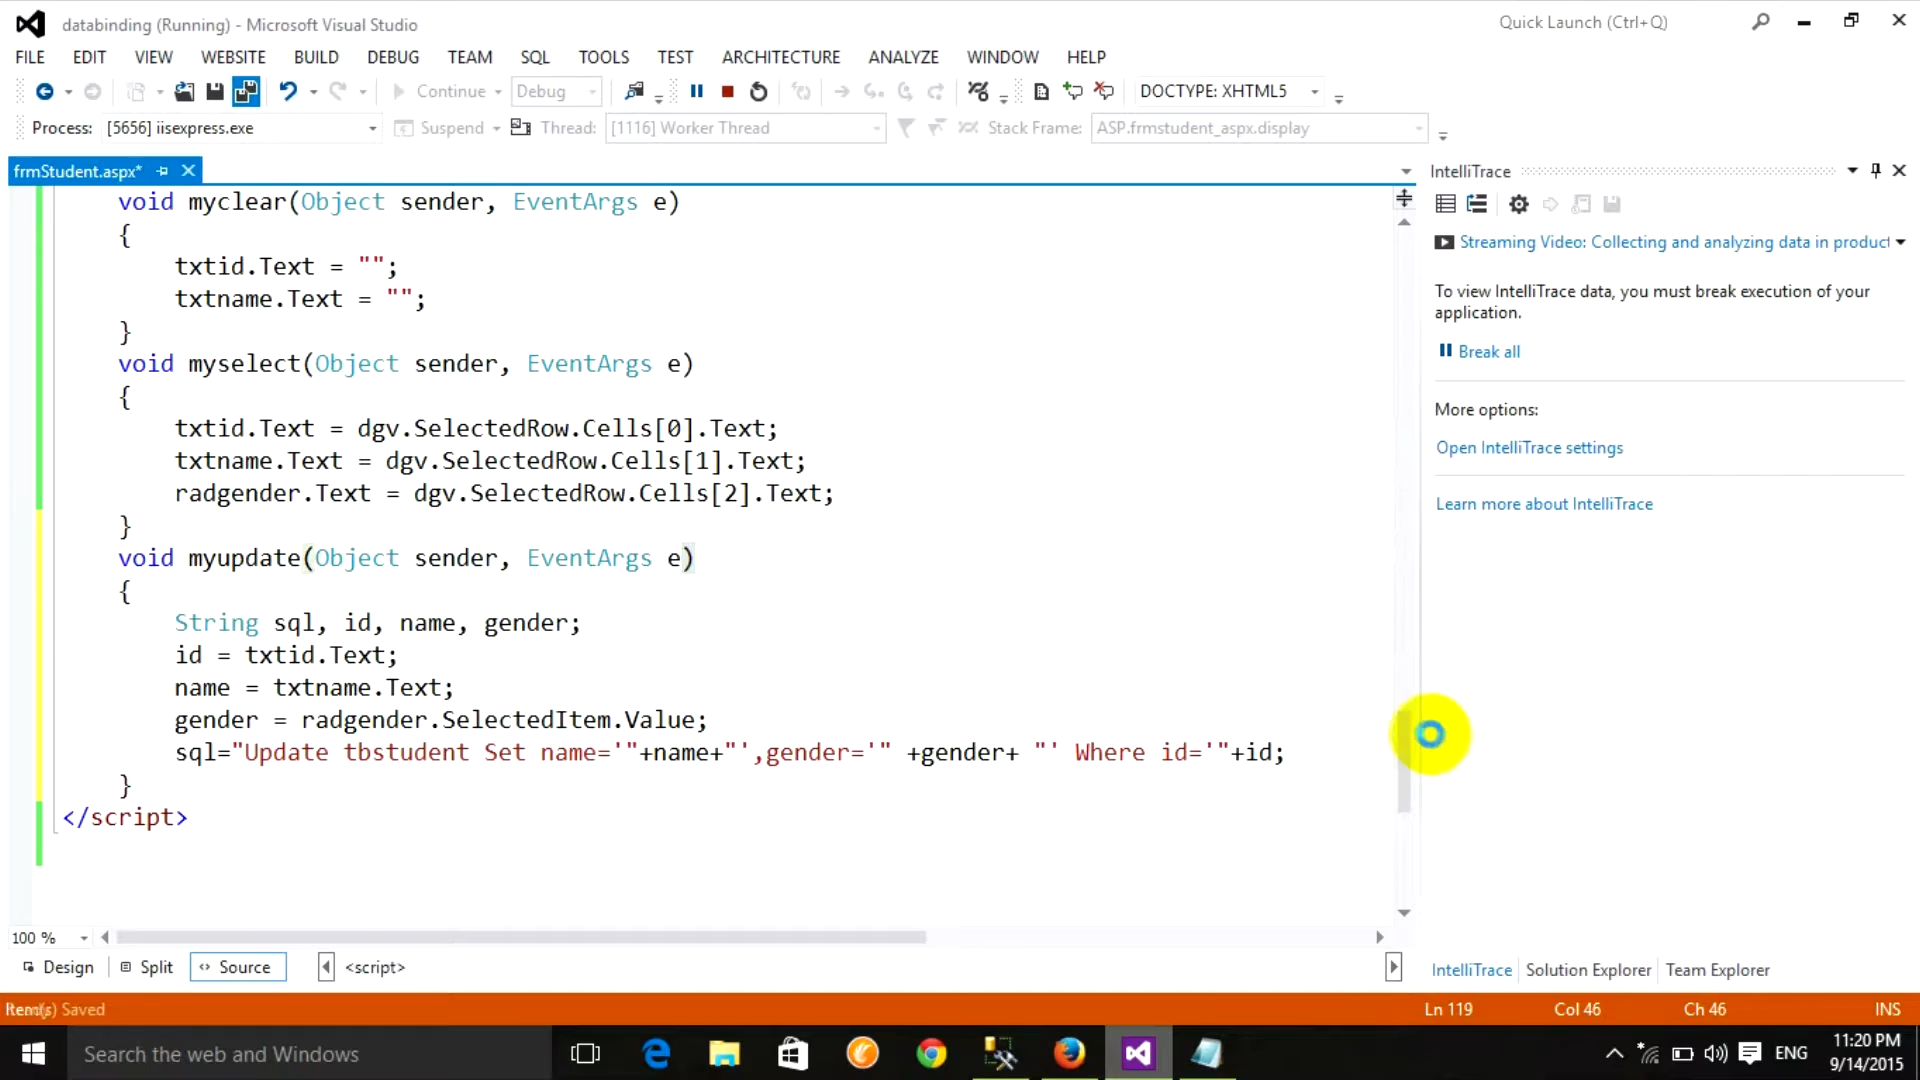 databinding (Running) - Microsoft Visual Studio
Quick Launch (Ctrl+Q)
FILE EDIT VIEW WEBSITE BUILD DEBUG TEAM SQL TOOLS TEST ARCHITECTURE ANALYZE WINDOW HELP
Continue Debug DOCTYPE: XHTML5
Process: [5656] iisexpress.exe Suspend Thread: [1116] Worker Thread Stack Frame: ASP.frmstudent_aspx.display
frmStudent.aspx*
void myclear(Object sender, EventArgs e)
{
txtid.Text = "";
txtname.Text = "";
}
void myselect(Object sender, EventArgs e)
{
txtid.Text = dgv.SelectedRow.Cells[0].Text;
txtname.Text = dgv.SelectedRow.Cells[1].Text;
radgender.Text = dgv.SelectedRow.Cells[2].Text;
}
void myupdate(Object sender, EventArgs e)
{
String sql, id, name, gender;
id = txtid.Text;
name = txtname.Text;
gender = radgender.SelectedItem.Value;
sql="Update tbstudent Set name='"+name+"',gender='" +gender+ "' Where id='"+id;
}
</script>
100 %
Design Split Source <script>
IntelliTrace
Streaming Video: Collecting and analyzing data in product
To view IntelliTrace data, you must break execution of your
application.
Break all
More options:
Open IntelliTrace settings
Learn more about IntelliTrace
IntelliTrace Solution Explorer Team Explorer
Saved
Ln 119 Col 46 Ch 46 INS
Search the web and Windows
ENG
11:20 PM
9/14/2015